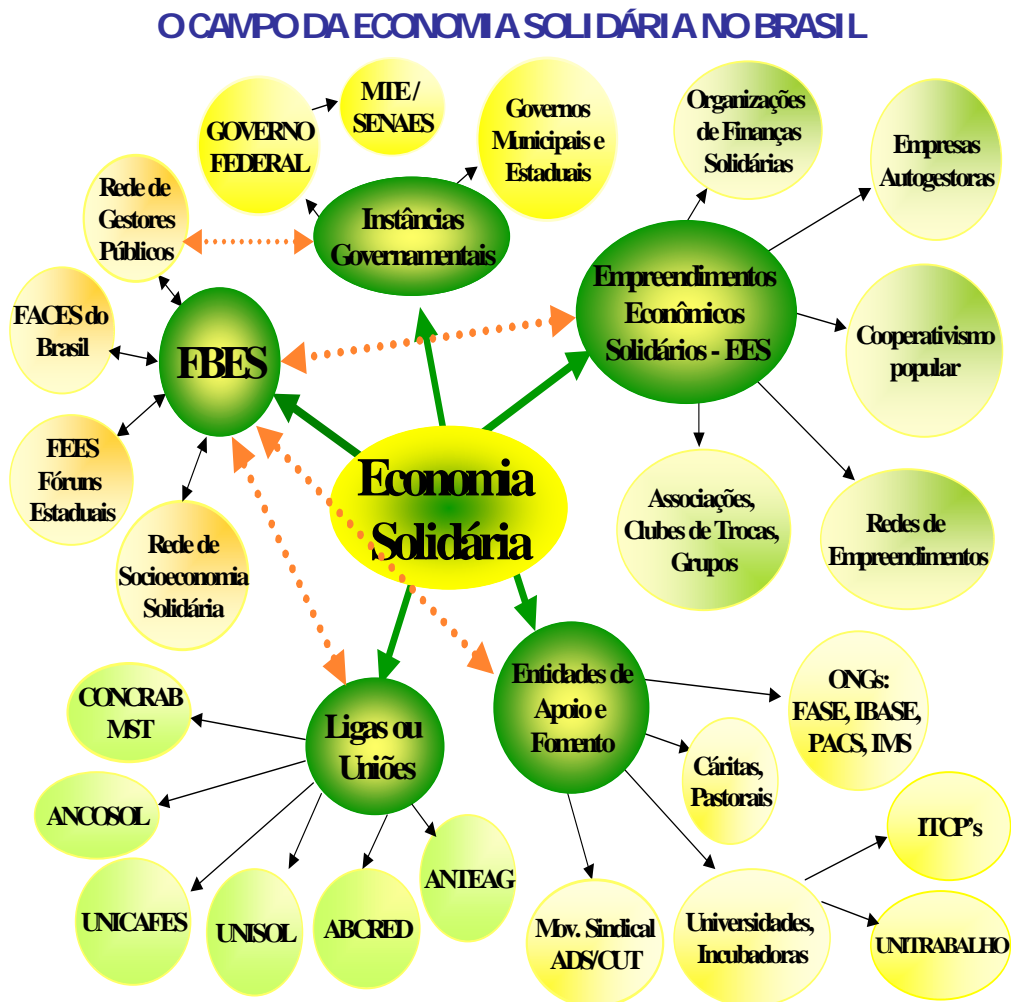 O CAMPO DA ECONOMIA SOLIDÁRIA NO BRASIL
MTE /
SENAES
GOVERNO
FEDERAL
Governos
Municipais e
Estaduais
Organizações
de Finanças
Solidárias
Empresas
Autogestoras
Rede de
Gestores
Públicos
Instâncias
Governamentais
Empreendimentos
Econômicos
Solidários - EES
FACES do
Brasil
FBES
Cooperativismo
popular
FEES
Fóruns
Estaduais
Economia
Solidária
Associações,
Clubes de Trocas,
Grupos
Redes de
Empreendimentos
Rede de
Socioeconomia
Solidária
CONCRAB
MST
Ligas ou
Uniões
Entidades de
Apoio e
Fomento
ONGs:
FASE, IBASE,
PACS, IMS
Cáritas,
Pastorais
ANCOSOL
ITCP's
ANTEAG
UNICAFES
UNISOL
ABCRED
Mov. Sindical
ADS/CUT
Universidades,
Incubadoras
UNITRABALHO